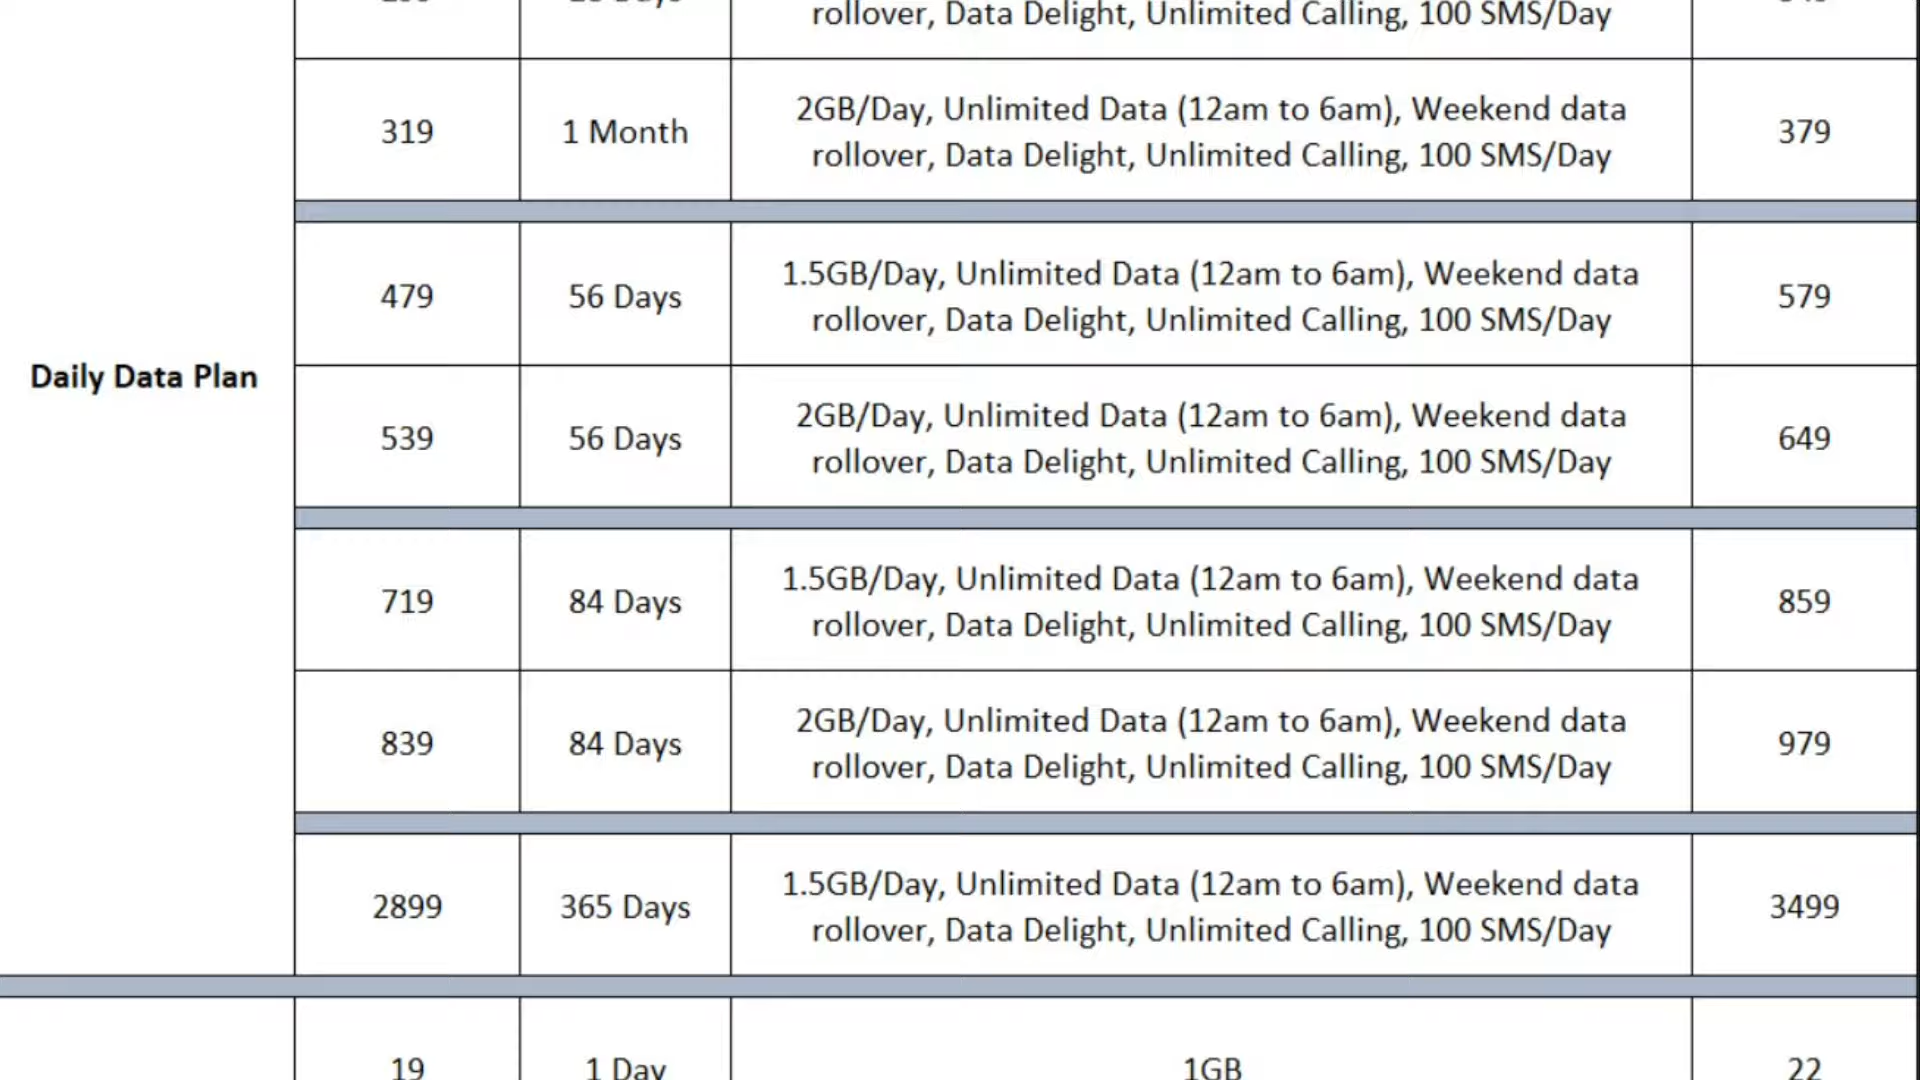 rollover, Data Delight, Unlimited Calling, 100 SMS/Day
319
1 Month
2GB/Day, Unlimited Data (12am to 6am), Weekend data
rollover, Data Delight, Unlimited Calling, 100 SMS/Day
379
479
56 Days
1.5GB/Day, Unlimited Data (12am to 6am), Weekend data
rollover, Data Delight, Unlimited Calling, 100 SMS/Day
579
Daily Data Plan
539
56 Days
2GB/Day, Unlimited Data (12am to 6am), Weekend data
rollover, Data Delight, Unlimited Calling, 100 SMS/Day
649
719
84 Days
1.5GB/Day, Unlimited Data (12am to 6am), Weekend data
rollover, Data Delight, Unlimited Calling, 100 SMS/Day
859
839
84 Days
2GB/Day, Unlimited Data (12am to 6am), Weekend data
rollover, Data Delight, Unlimited Calling, 100 SMS/Day
979
2899
365 Days
1.5GB/Day, Unlimited Data (12am to 6am), Weekend data
rollover, Data Delight, Unlimited Calling, 100 SMS/Day
3499
19
1 Day
1GB
22